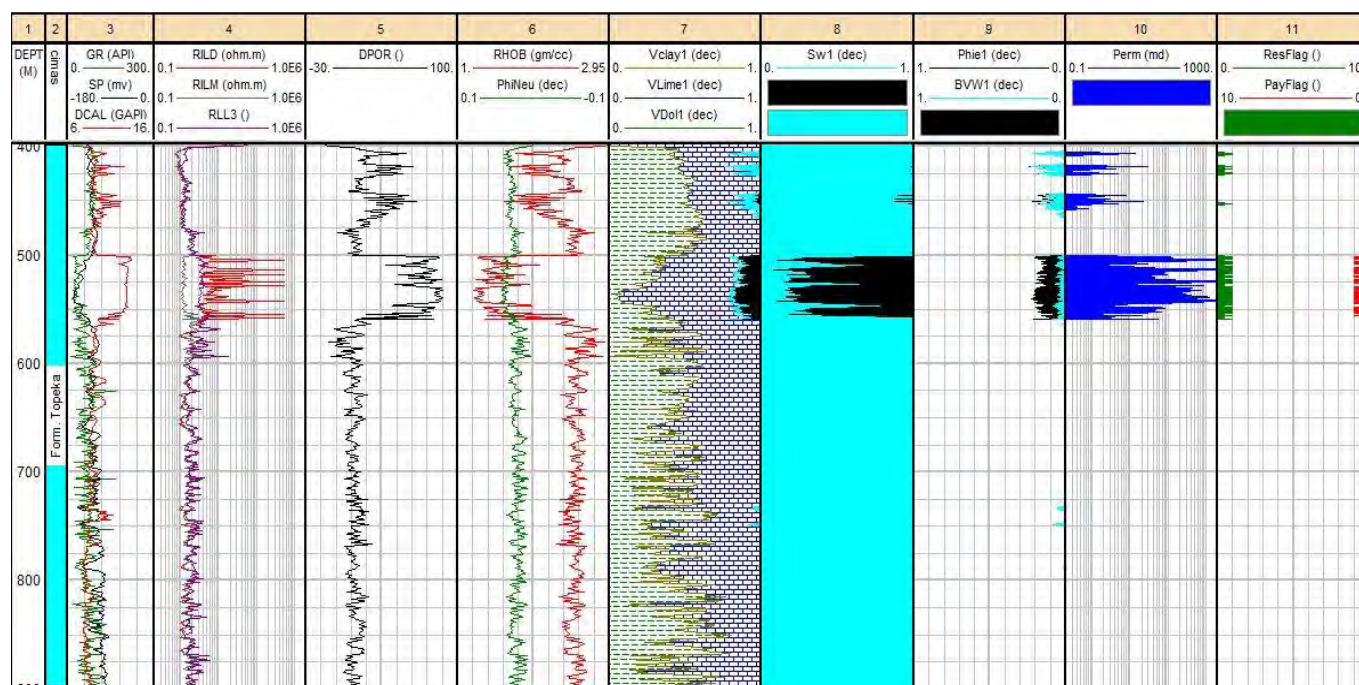 1 2 3 4 5 6 7 8 9 10 11
DEPT (M)
cimas
GR (API)
0. 300.
SP (mv)
-180. 0.
DCAL (GAPI)
6. 16.
RILD (ohm.m)
0.1 1.0E6
RILM (ohm.m)
0.1 1.0E6
RLL3 ()
0.1 1.0E6
DPOR ()
-30. 100.
RHOB (gm/cc)
1. 2.95
PhiNeu (dec)
0.1 -0.1
Vclay1 (dec)
0. 1.
VLime1 (dec)
0. 1.
VDol1 (dec)
0. 1.
Sw1 (dec)
0. 1.
Phie1 (dec)
1. 0.
BVW1 (dec)
1. 0.
Perm (md)
0.1 1000.
ResFlag ()
0. 10
PayFlag ()
10. 0
400
500
600
Form. Topeka
700
800